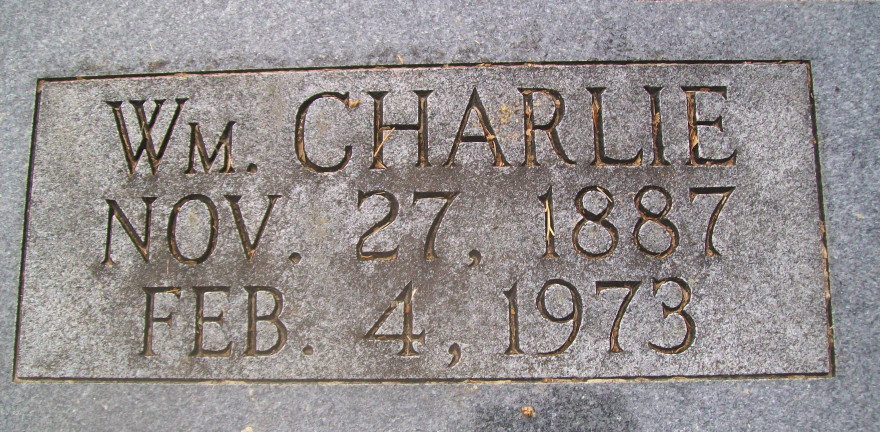 Wm. CHARLIE
NOV. 27, 1887
FEB. 4, 1973